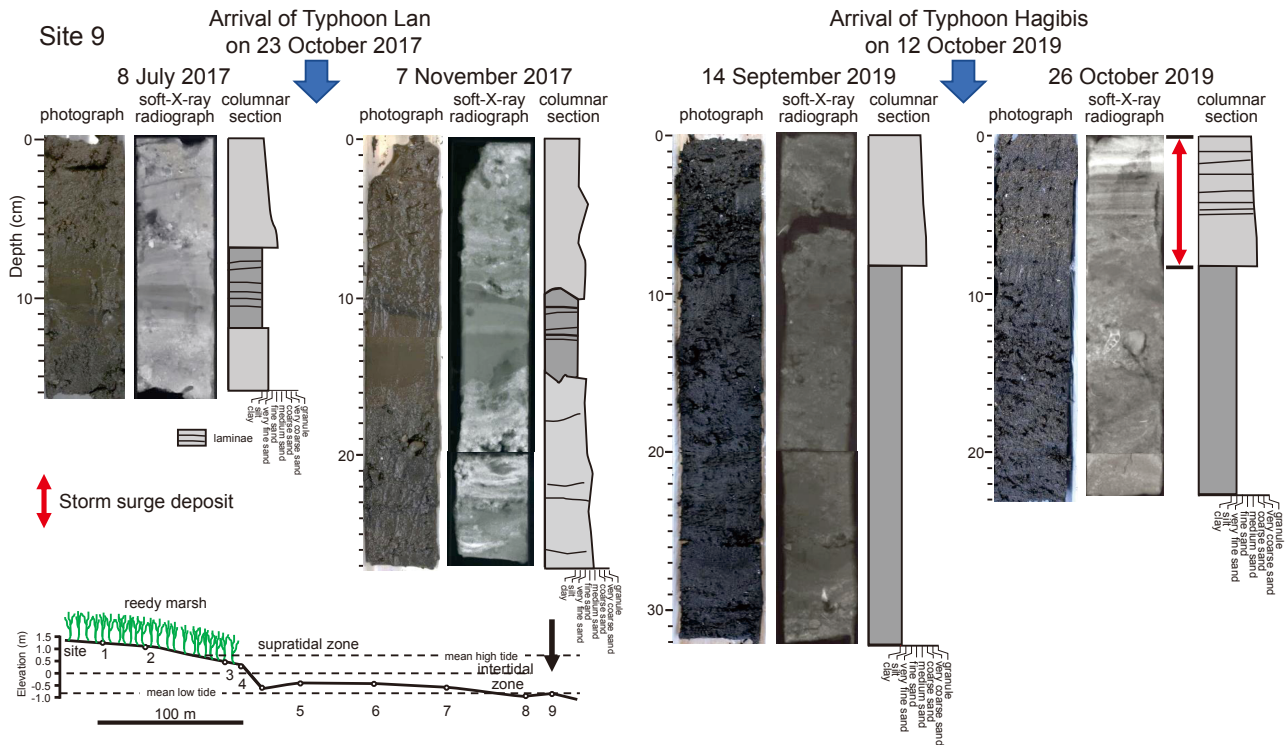 Site 9
Arrival of Typhoon Lan
on 23 October 2017
Arrival of Typhoon Hagibis
on 12 October 2019
8 July 2017
7 November 2017
14 September 2019
26 October 2019
photograph
soft-X-ray
radiograph
columnar
section
photograph
soft-X-ray
radiograph
columnar
section
photograph
soft-X-ray
radiograph
columnar
section
photograph
soft-X-ray
radiograph
columnar
section
Depth (cm)
0
10
0
10
20
0
10
20
30
0
10
20
clay
silt
very fine sand
fine sand
medium sand
coarse sand
very coarse sand
granule
clay
silt
very fine sand
fine sand
medium sand
coarse sand
very coarse sand
granule
clay
silt
very fine sand
fine sand
medium sand
coarse sand
very coarse sand
granule
clay
silt
very fine sand
fine sand
medium sand
coarse sand
very coarse sand
granule
laminae
Storm surge deposit
reedy marsh
supratidal zone
mean high tide
intertidal
zone
mean low tide
Elevation (m)
1.5
1.0
0.5
0
-0.5
-1.0
site
1
2
3
4
5
6
7
8
9
100 m